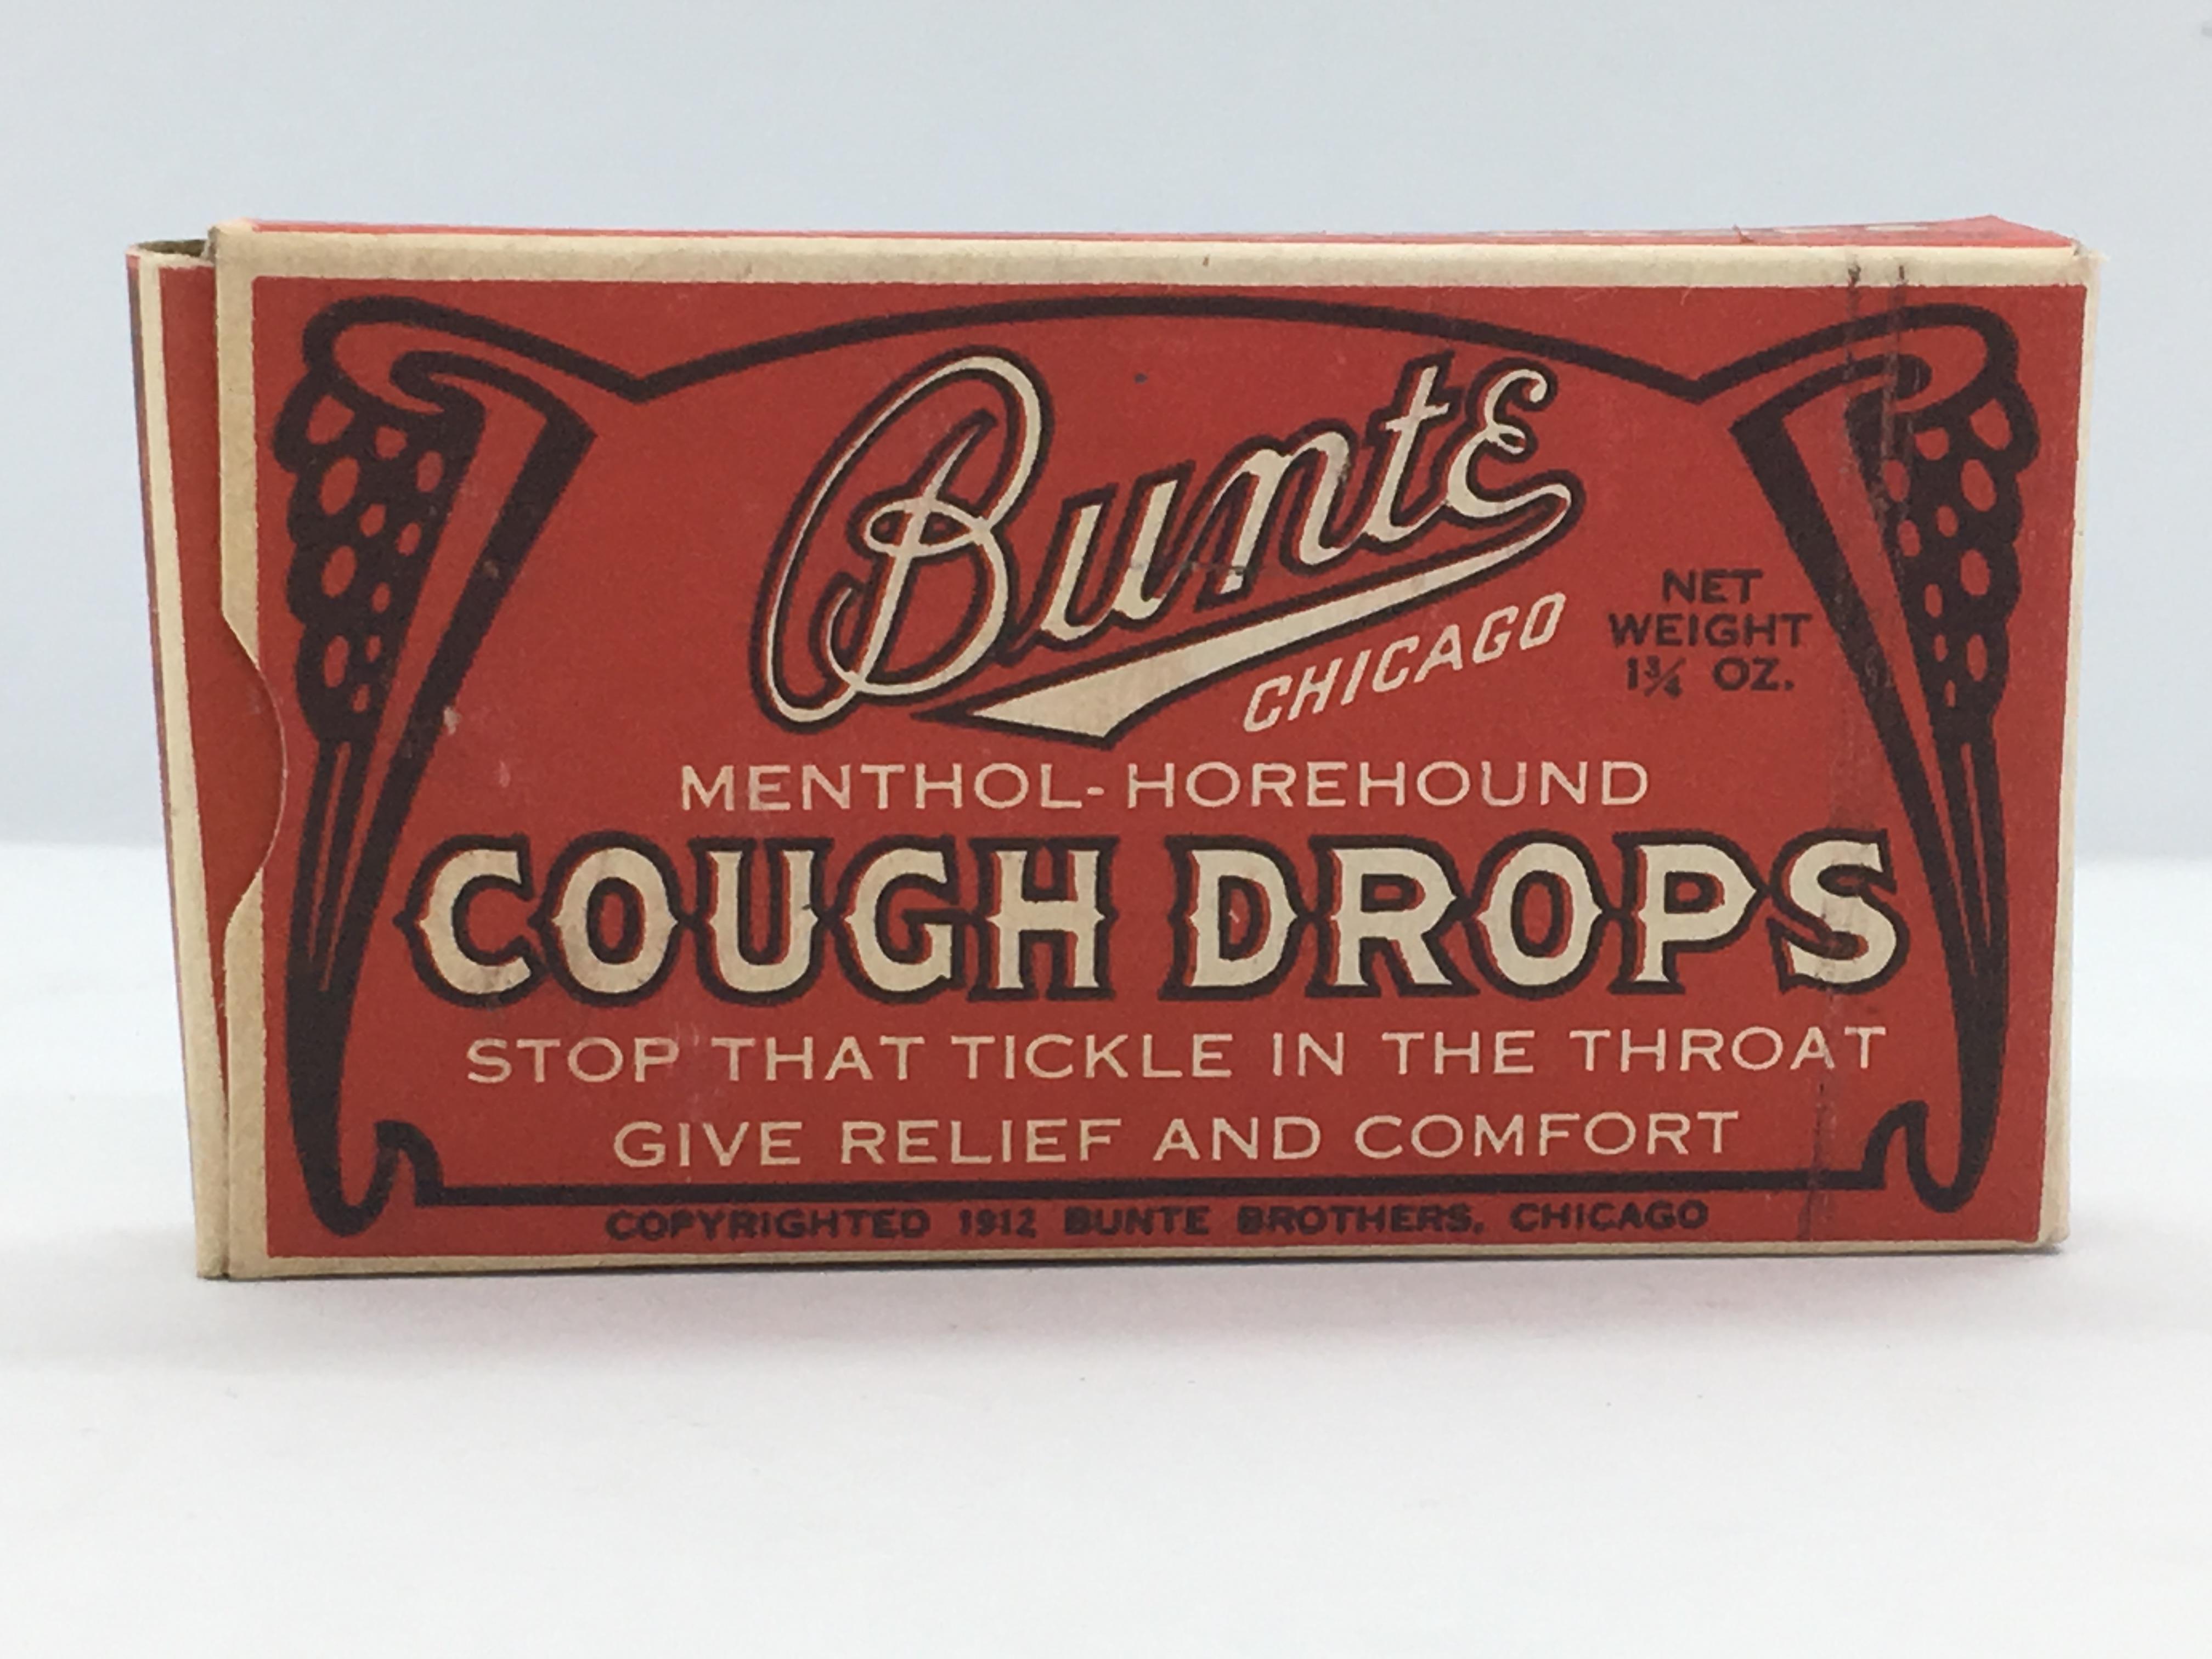 Bunte
CHICAGO
NET
WEIGHT
1¾ OZ.
MENTHOL-HOREHOUND
COUGH DROPS
STOP THAT TICKLE IN THE THROAT
GIVE RELIEF AND COMFORT
COPYRIGHTED 1912 BUNTE BROTHERS, CHICAGO